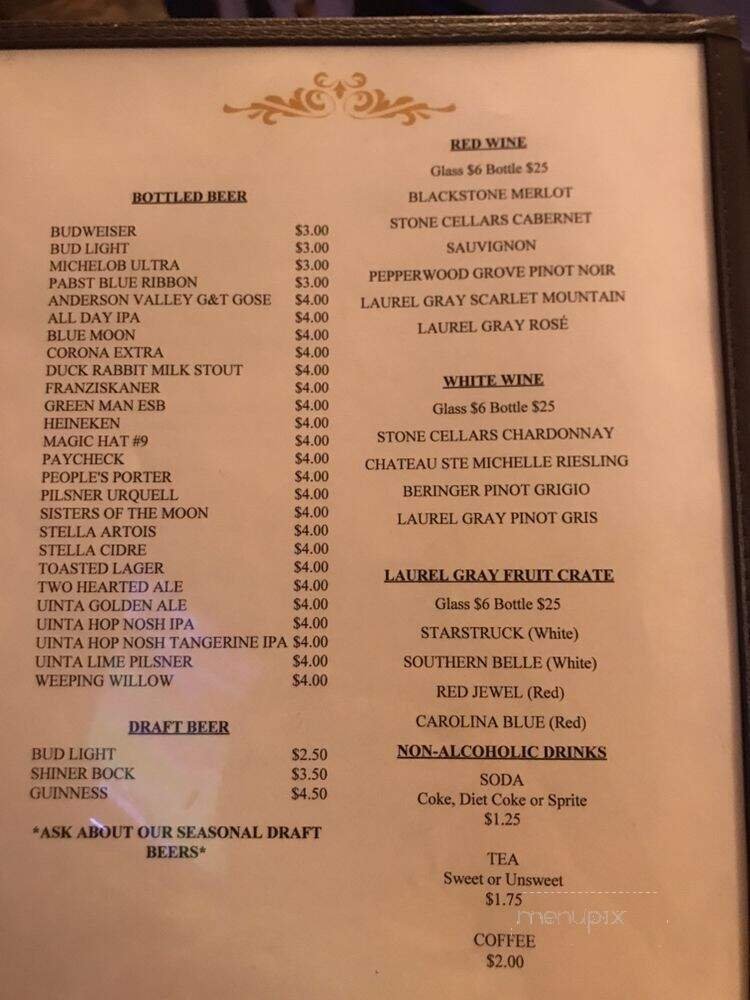 BOTTLED BEER
BUDWEISER $3.00
BUD LIGHT $3.00
MICHELOB ULTRA $3.00
PABST BLUE RIBBON $3.00
ANDERSON VALLEY G&T GOSE $4.00
ALL DAY IPA $4.00
BLUE MOON $4.00
CORONA EXTRA $4.00
DUCK RABBIT MILK STOUT $4.00
FRANZISKANER $4.00
GREEN MAN ESB $4.00
HEINEKEN $4.00
MAGIC HAT #9 $4.00
PAYCHECK $4.00
PEOPLE'S PORTER $4.00
PILSNER URQUELL $4.00
SISTERS OF THE MOON $4.00
STELLA ARTOIS $4.00
STELLA CIDRE $4.00
TOASTED LAGER $4.00
TWO HEARTED ALE $4.00
UINTA GOLDEN ALE $4.00
UINTA HOP NOSH IPA $4.00
UINTA HOP NOSH TANGERINE IPA $4.00
UINTA LIME PILSNER $4.00
WEEPING WILLOW $4.00
DRAFT BEER
BUD LIGHT $2.50
SHINER BOCK $3.50
GUINNESS $4.50
*ASK ABOUT OUR SEASONAL DRAFT
BEERS*
RED WINE
Glass $6 Bottle $25
BLACKSTONE MERLOT
STONE CELLARS CABERNET
SAUVIGNON
PEPPERWOOD GROVE PINOT NOIR
LAUREL GRAY SCARLET MOUNTAIN
LAUREL GRAY ROSÉ
WHITE WINE
Glass $6 Bottle $25
STONE CELLARS CHARDONNAY
CHATEAU STE MICHELLE RIESLING
BERINGER PINOT GRIGIO
LAUREL GRAY PINOT GRIS
LAUREL GRAY FRUIT CRATE
Glass $6 Bottle $25
STARSTRUCK (White)
SOUTHERN BELLE (White)
RED JEWEL (Red)
CAROLINA BLUE (Red)
NON-ALCOHOLIC DRINKS
SODA
Coke, Diet Coke or Sprite
$1.25
TEA
Sweet or Unsweet
$1.75
menupix
COFFEE
$2.00